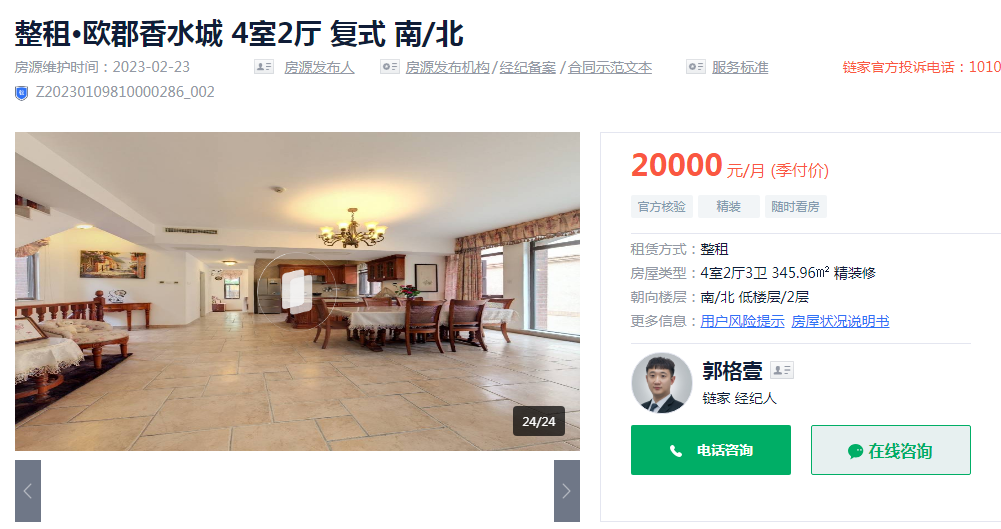 整租•欧郡香水城 4室2厅 复式 南/北
房源维护时间：2023-02-23 房源发布人 房源发布机构/经纪备案/合同示范文本 服务标准 链家官方投诉电话：1010
Z20230109810000286_002
20000 元/月 (季付价)
官方核验 精装 随时看房
租赁方式：整租
房屋类型：4室2厅3卫 345.96㎡ 精装修
朝向楼层：南/北 低楼层/2层
更多信息：用户风险提示 房屋状况说明书
郭格壹
链家 经纪人
24/24
电话咨询 在线咨询